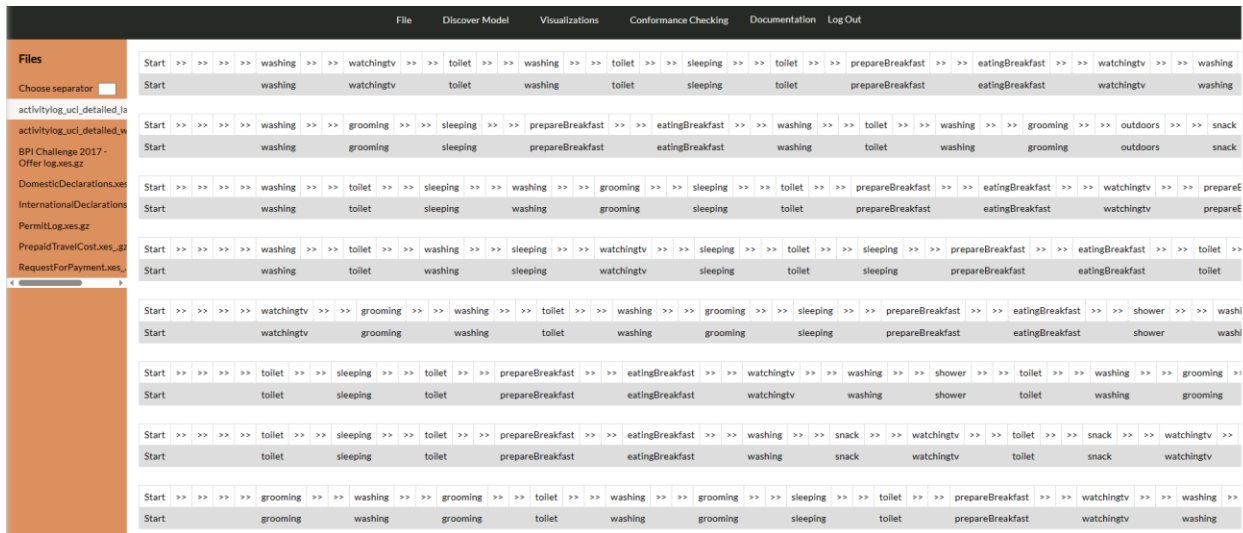 File Discover Model Visualizations Conformance Checking Documentation Log Out
Files
Choose separator
activitylog_uci_detailed_la
activitylog_uci_detailed_w
BPI Challenge 2017 -
Offer log.xes.gz
DomesticDeclarations.xes
InternationalDeclarations
PermitLog.xes.gz
PrepaidTravelCost.xes_.gz
RequestForPayment.xes_.
Start >> >> >> >> washing >> >> watchingtv >> >> toilet >> >> washing >> >> toilet >> >> sleeping >> >> toilet >> >> prepareBreakfast >> >> eatingBreakfast >> >> watchingtv >> >> washing
Start washing watchingtv toilet washing toilet sleeping toilet prepareBreakfast eatingBreakfast watchingtv washing
Start >> >> >> >> washing >> >> grooming >> >> sleeping >> >> prepareBreakfast >> >> eatingBreakfast >> >> washing >> >> toilet >> >> washing >> >> grooming >> >> outdoors >> >> snack
Start washing grooming sleeping prepareBreakfast eatingBreakfast washing toilet washing grooming outdoors snack
Start >> >> >> >> washing >> >> toilet >> >> sleeping >> >> washing >> >> grooming >> >> sleeping >> >> toilet >> >> prepareBreakfast >> >> eatingBreakfast >> >> watchingtv >> >> prepareE
Start washing toilet sleeping washing grooming sleeping toilet prepareBreakfast eatingBreakfast watchingtv prepareE
Start >> >> >> >> washing >> >> toilet >> >> washing >> >> sleeping >> >> watchingtv >> >> sleeping >> >> toilet >> >> sleeping >> >> prepareBreakfast >> >> eatingBreakfast >> >> toilet >>
Start washing toilet washing sleeping watchingtv sleeping toilet sleeping prepareBreakfast eatingBreakfast toilet
Start >> >> >> >> watchingtv >> >> grooming >> >> washing >> >> toilet >> >> washing >> >> grooming >> >> sleeping >> >> prepareBreakfast >> >> eatingBreakfast >> >> shower >> >> washi
Start watchingtv grooming washing toilet washing grooming sleeping prepareBreakfast eatingBreakfast shower washi
Start >> >> >> >> toilet >> >> sleeping >> >> toilet >> >> prepareBreakfast >> >> eatingBreakfast >> >> watchingtv >> >> washing >> >> shower >> >> toilet >> >> washing >> >> grooming >>
Start toilet sleeping toilet prepareBreakfast eatingBreakfast watchingtv washing shower toilet washing grooming
Start >> >> >> >> toilet >> >> sleeping >> >> toilet >> >> prepareBreakfast >> >> eatingBreakfast >> >> washing >> >> snack >> >> watchingtv >> >> toilet >> >> snack >> >> watchingtv >>
Start toilet sleeping toilet prepareBreakfast eatingBreakfast washing snack watchingtv toilet snack watchingtv
Start >> >> >> >> grooming >> >> washing >> >> grooming >> >> toilet >> >> washing >> >> grooming >> >> sleeping >> >> toilet >> >> prepareBreakfast >> >> watchingtv >> >> washing >>
Start grooming washing grooming toilet washing grooming sleeping toilet prepareBreakfast watchingtv washing